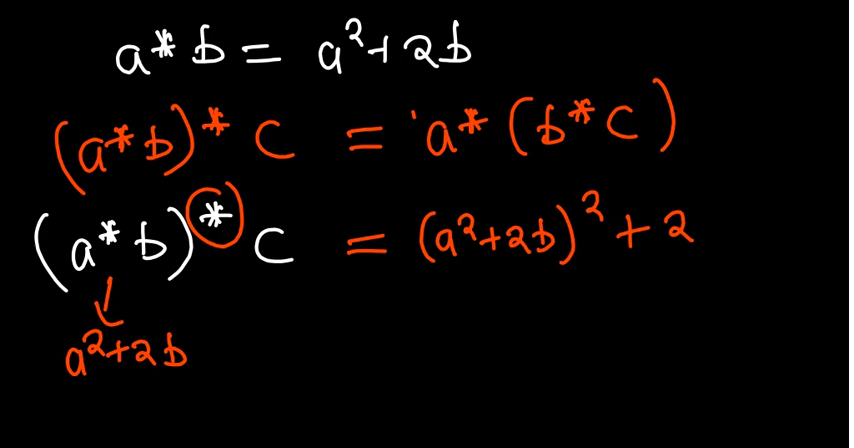 a*b = a²+2b
(a*b)*c = a*(b*c)
(a*b)*c = (a²+2b)²+2
a²+2b